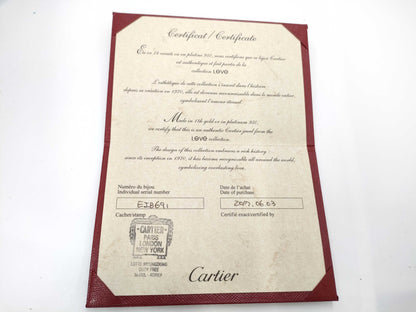 Certificat / Certificate
En or 18 carats ou en platine 950, nous certifions que ce bijou Cartier
est authentique et fait partie de la
collection LOVE
L'esthétique de cette collection s'inscrit dans l'histoire,
depuis sa création en 1970, elle est devenue reconnaissable dans le monde entier,
symbolisant l'amour éternel.
Made in 18k gold or in platinum 950,
we certify that this is an authentic Cartier jewel from the
LOVE collection.
The design of this collection embraces a rich history
since its inception in 1970, it has become recognizable all around the world,
symbolizing everlasting love.
Numéro du bijou
Individual serial number
EIB691
Date de l'achat
Date of purchase
2007.06.03
Cachet/stamp
Certifié exact/certified by
CARTIER
PARIS
LONDON
NEW YORK
LOTTE INTERNATIONAL
DUTY FREE
SEOUL - KOREA
Cartier